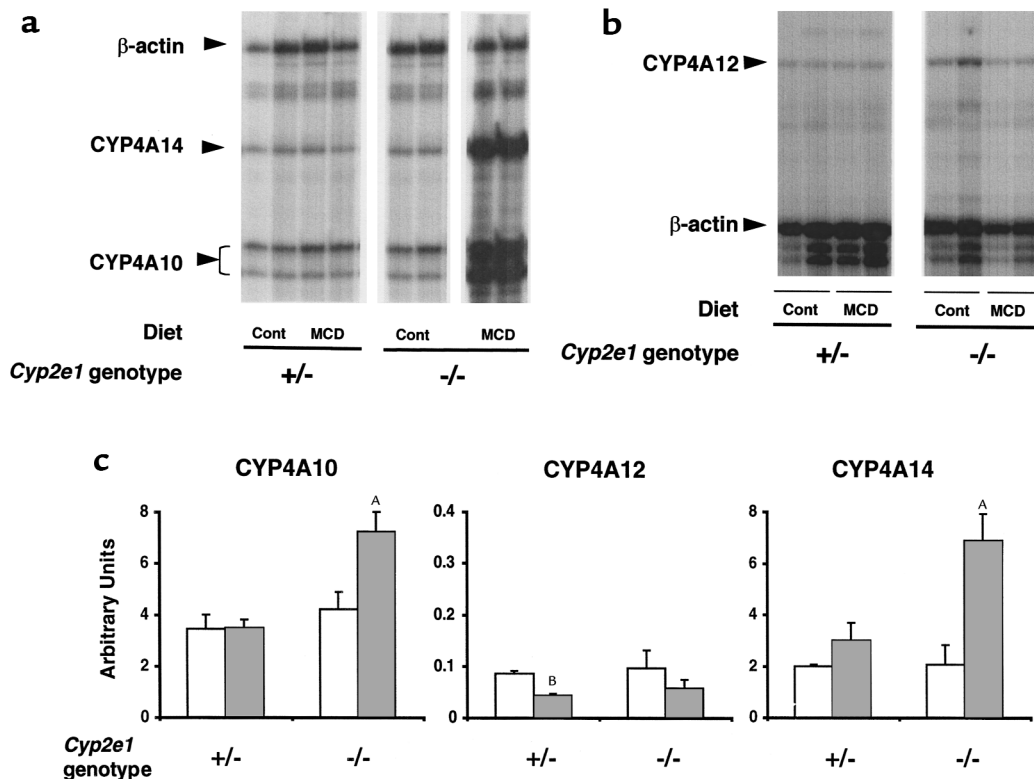 a
β-actin
CYP4A14
CYP4A10
Diet
Cont MCD Cont MCD
Cyp2e1 genotype
+/- -/-
b
CYP4A12
β-actin
Diet
Cont MCD Cont MCD
Cyp2e1 genotype
+/- -/-
c
CYP4A10
CYP4A12
CYP4A14
Arbitrary Units
8
6
4
2
0
A
0.4
0.3
0.2
0.1
0
B
8
6
4
2
0
A
Cyp2e1
genotype
+/- -/- +/- -/- +/- -/-